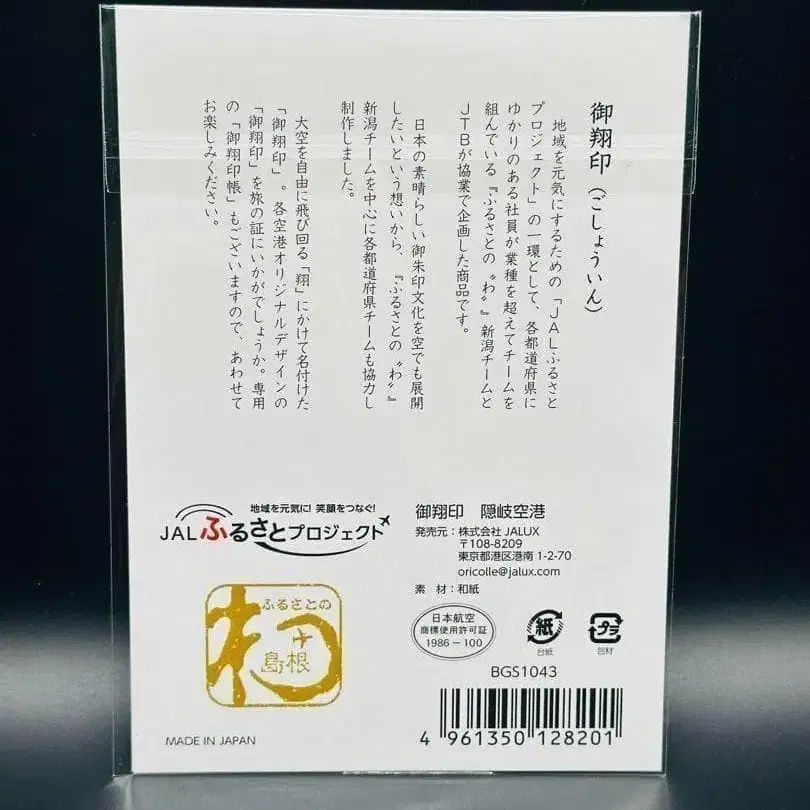 御翔印(ごしょういん)
地域を元気にするための「JALふるさと
プロジェクト」の一環として、各都道府県に
ゆかりのある社員が業種を超えてチームを
組んでいる『ふるさとの〝わ〟』新潟チームと
JTBが協業で企画した商品です。
日本の素晴らしい御朱印文化を空でも展開
したいという想いから、『ふるさとの〝わ〟』
新潟チームを中心に各都道府県チームも協力し
制作しました。
大空を自由に飛び回る「翔」にかけて名付けた
「御翔印」。各空港オリジナルデザインの
「御翔印」を旅の証にいかがでしょうか。専用
の「御翔印帳」もございますので、あわせて
お楽しみください。
地域を元気に! 笑顔をつなぐ!
JALふるさとプロジェクト
ふるさとの
わ
島根
MADE IN JAPAN
御翔印 隠岐空港
発売元:株式会社 JALUX
〒108-8209
東京都港区港南 1-2-70
oricolle@jalux.com
素 材:和紙
日本航空
商標使用許可証
1986-100
紙
台紙
プラ
包材
BGS1043
4 961350 128201